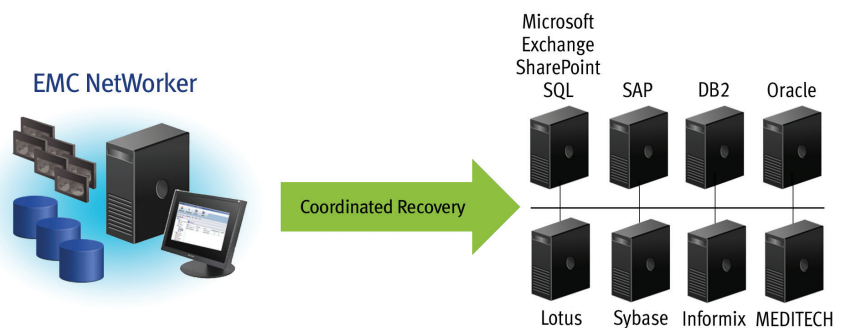 Microsoft
Exchange
SharePoint
EMC NetWorker
SQL SAP DB2 Oracle
Coordinated Recovery
Lotus Sybase Informix MEDITECH